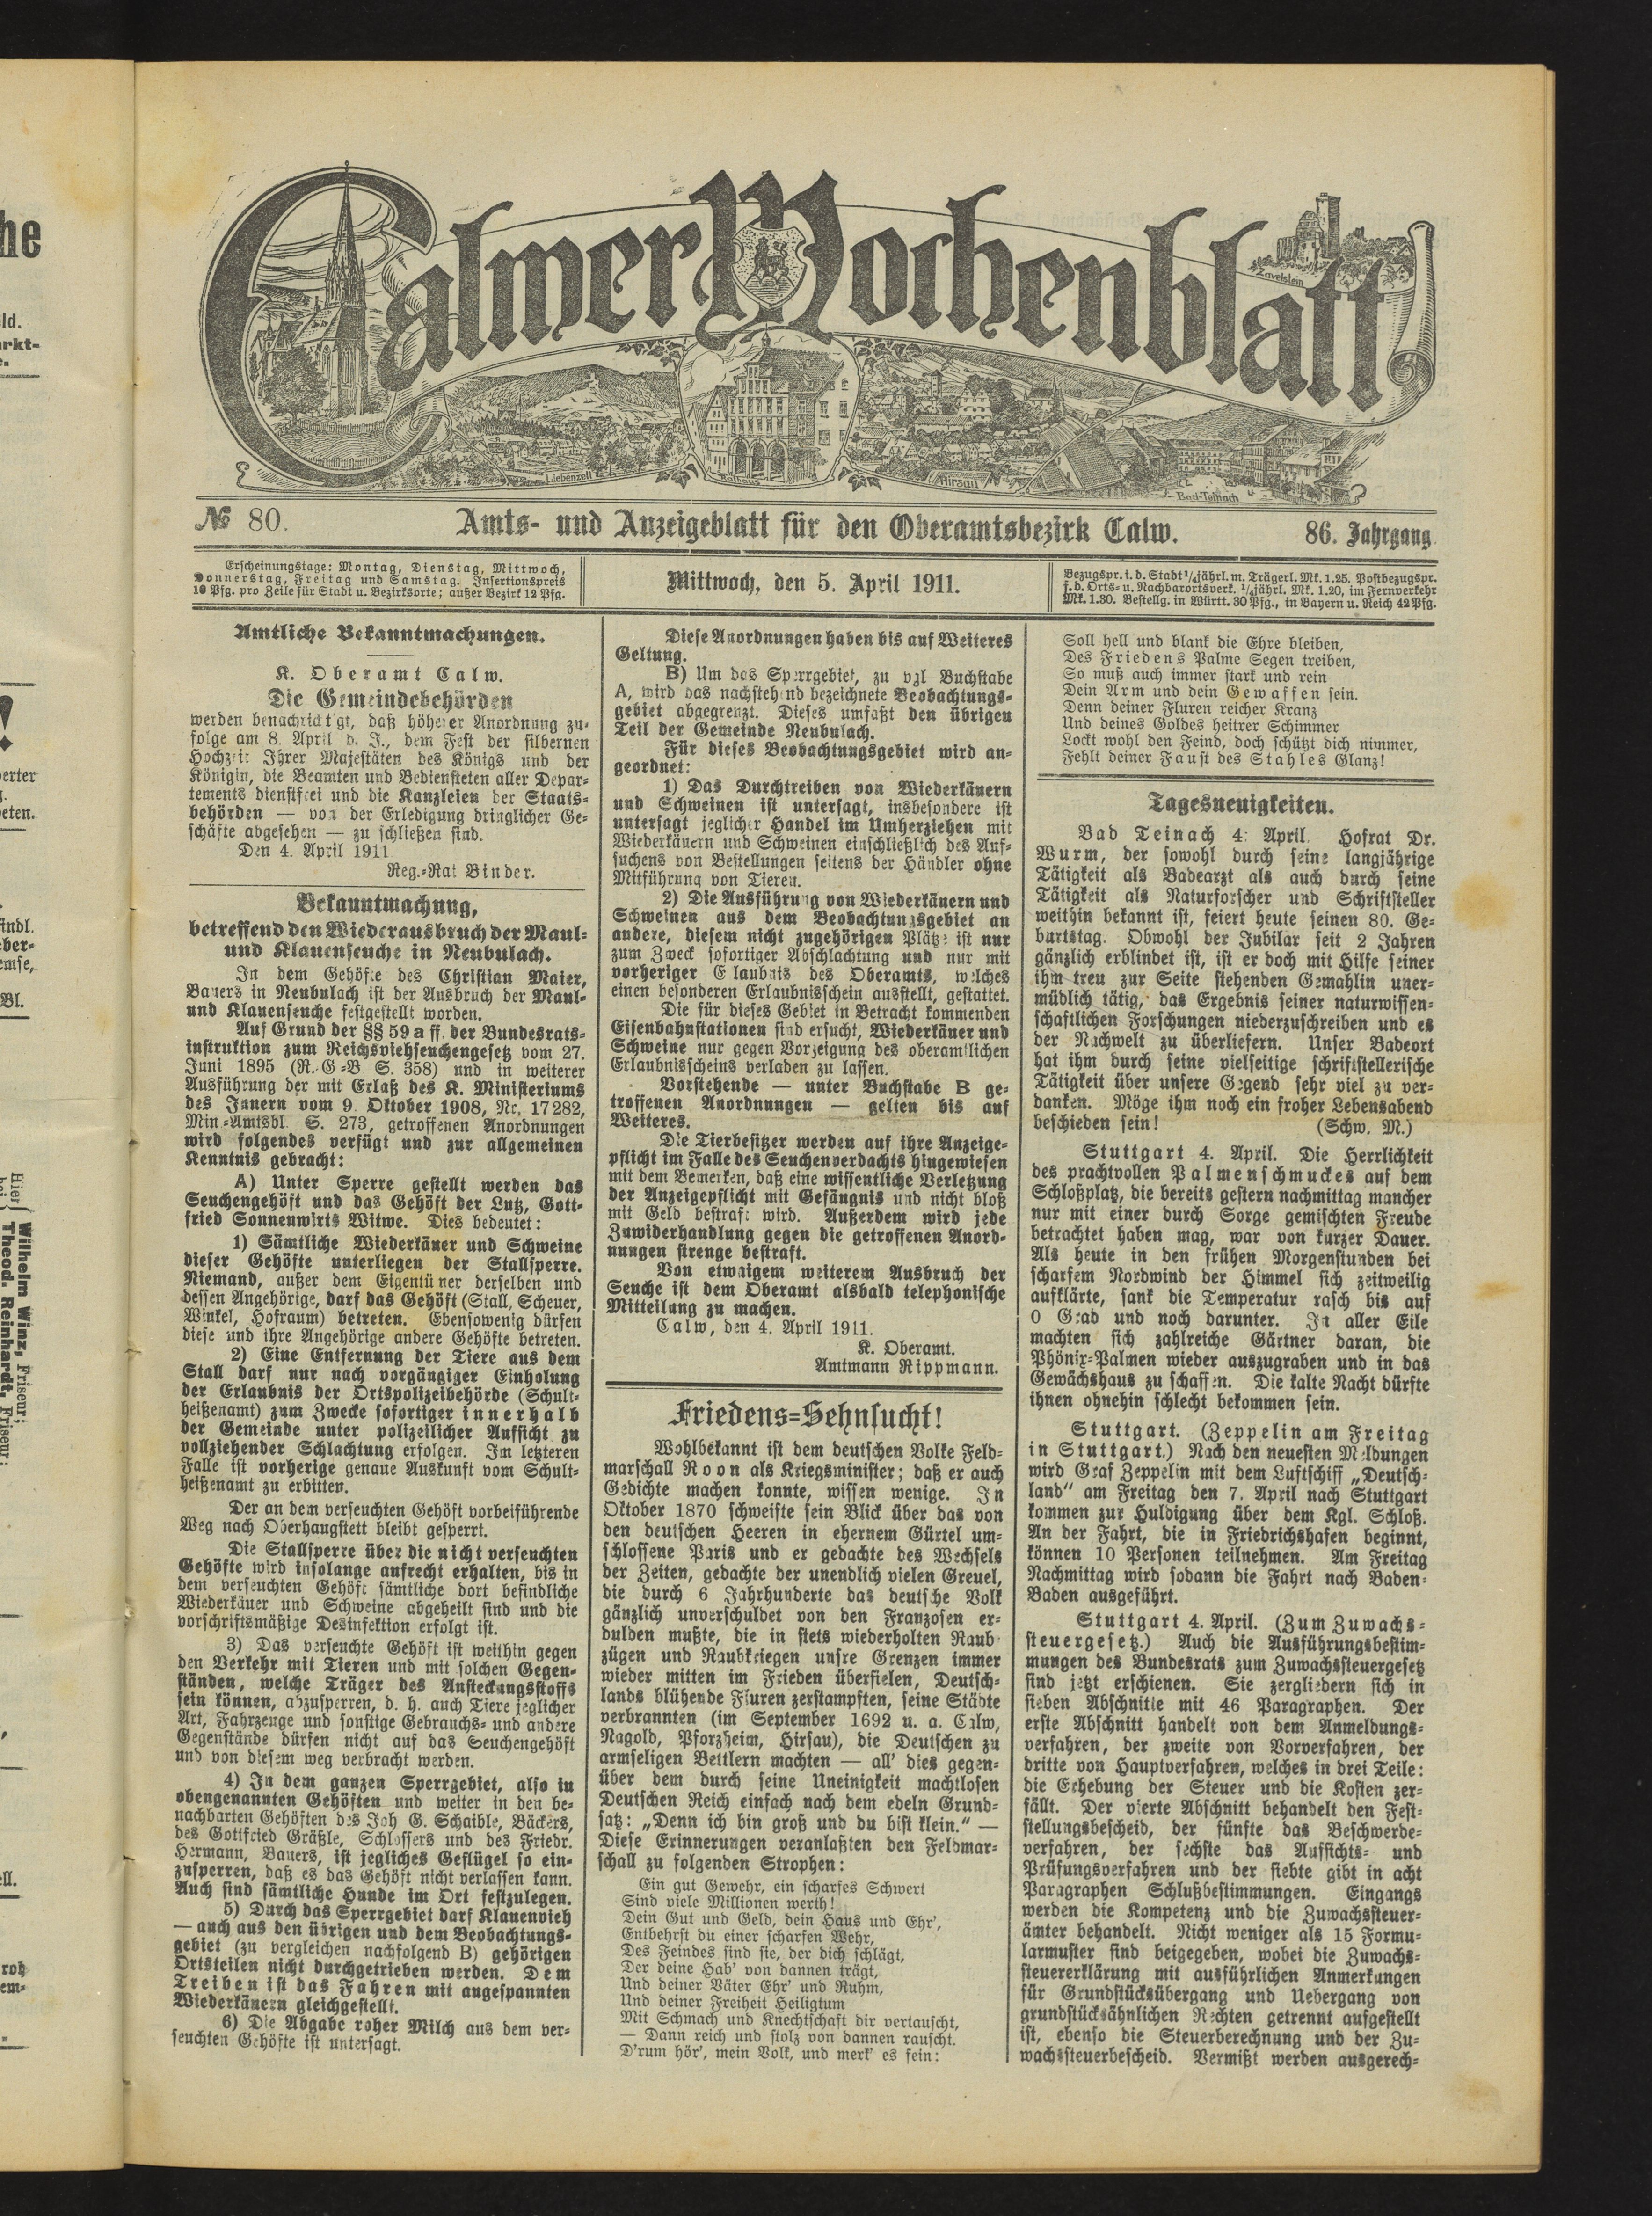 Calwer Wochenblatt
Zavelstein
Liebenzell
Rathaus
Hirsau
Bad-Teinach
№ 80.
Amts- und Anzeigeblatt für den Oberamtsbezirk Calw.
86. Jahrgang
Erscheinungstage: Montag, Dienstag, Mittwoch,
Donnerstag, Freitag und Samstag. Insertionspreis
10 Pfg. pro Zeile für Stadt u. Bezirksorte; außer Bezirk 12 Pfg.
Mittwoch, den 5. April 1911.
Bezugspr. i. d. Stadt ¼jährl. m. Trägerl. Mk. 1.25. Postbezugspr.
f. d. Orts- u. Nachbarortsverk. ¼jährl. Mk. 1.20, im Fernverkehr
Mk. 1.30. Bestellg. in Württ. 30 Pfg., in Bayern u. Reich 42 Pfg.
Amtliche Bekanntmachungen.
K. Oberamt Calw.
Die Gemeindebehörden
werden benachrichtigt, daß höherer Anordnung zu-
folge am 8. April d. J., dem Fest der silbernen
Hochzeit Ihrer Majestäten des Königs und der
Königin, die Beamten und Bediensteten aller Depar-
tements dienstfrei und die Kanzleien der Staats-
behörden — von der Erledigung dringlicher Ge-
schäfte abgesehen — zu schließen sind.
Den 4. April 1911
Reg.-Rat Binder.
Bekanntmachung,
betreffend den Wiederausbruch der Maul-
und Klauenseuche in Neubulach.
In dem Gehöfte des Christian Maier,
Bauers in Neubulach ist der Ausbruch der Maul-
und Klauenseuche festgestellt worden.
Auf Grund der §§ 59 a ff. der Bundesrats-
instruktion zum Reichsviehseuchengesetz vom 27.
Juni 1895 (R.-G.-B S. 358) und in weiterer
Ausführung der mit Erlaß des K. Ministeriums
des Innern vom 9. Oktober 1908, Nr. 17282,
Min.-Amtsbl. S. 273, getroffenen Anordnungen
wird folgendes verfügt und zur allgemeinen
Kenntnis gebracht:
A) Unter Sperre gestellt werden das
Seuchengehöft und das Gehöft der Lutz, Gott-
fried Sonnenwirts Witwe. Dies bedeutet:
1) Sämtliche Wiederkäuer und Schweine
dieser Gehöfte unterliegen der Stallsperre.
Niemand, außer dem Eigentümer derselben und
dessen Angehörige, darf das Gehöft (Stall, Scheuer,
Winkel, Hofraum) betreten. Ebensowenig dürfen
diese und ihre Angehörige andere Gehöfte betreten.
2) Eine Entfernung der Tiere aus dem
Stall darf nur nach vorgängiger Einholung
der Erlaubnis der Ortspolizeibehörde (Schult-
heißenamt) zum Zwecke sofortiger innerhalb
der Gemeinde unter polizeilicher Aufsicht zu
vollziehender Schlachtung erfolgen. Im letzteren
Falle ist vorherige genaue Auskunft vom Schult-
heißenamt zu erbitten.
Der an dem verseuchten Gehöft vorbeiführende
Weg nach Oberhaugstett bleibt gesperrt.
Die Stallsperre über die nicht verseuchten
Gehöfte wird insolange aufrecht erhalten, bis in
dem verseuchten Gehöft sämtliche dort befindliche
Wiederkäuer und Schweine abgeheilt sind und die
vorschriftsmäßige Desinfektion erfolgt ist.
3) Das verseuchte Gehöft ist weithin gegen
den Verkehr mit Tieren und mit solchen Gegen-
ständen, welche Träger des Ansteckungsstoffs
sein können, abzusperren, d. h. auch Tiere jeglicher
Art, Fahrzeuge und sonstige Gebrauchs- und andere
Gegenstände dürfen nicht auf das Seuchengehöft
und von diesem weg verbracht werden.
4) In dem ganzen Sperrgebiet, also in
obengenannten Gehöften und weiter in den be-
nachbarten Gehöften des Joh G. Schaible, Bäckers,
des Gottfried Gräßle, Schlossers und des Friedr.
Hermann, Bauers, ist jegliches Geflügel so ein-
zusperren, daß es das Gehöft nicht verlassen kann.
Auch sind sämtliche Hunde im Ort festzulegen.
5) Durch das Sperrgebiet darf Klauenvieh
— auch aus den übrigen und dem Beobachtungs-
gebiet (zu vergleichen nachfolgend B) gehörigen
Ortsteilen nicht durchgetrieben werden. Dem
Treiben ist das Fahren mit angespannten
Wiederkäuern gleichgestellt.
6) Die Abgabe roher Milch aus dem ver-
seuchten Gehöfte ist untersagt.
Diese Anordnungen haben bis auf Weiteres
Geltung.
B) Um das Sperrgebiet, zu vgl Buchstabe
A, wird das nachstehend bezeichnete Beobachtungs-
gebiet abgegrenzt. Dieses umfaßt den übrigen
Teil der Gemeinde Neubulach.
Für dieses Beobachtungsgebiet wird an-
geordnet:
1) Das Durchtreiben von Wiederkäuern
und Schweinen ist untersagt, insbesondere ist
untersagt jeglicher Handel im Umherziehen mit
Wiederkäuern und Schweinen einschließlich des Auf-
suchens von Bestellungen seitens der Händler ohne
Mitführung von Tieren.
2) Die Ausführung von Wiederkäuern und
Schweinen aus dem Beobachtungsgebiet an
andere, diesem nicht zugehörigen Plätze ist nur
zum Zweck sofortiger Abschlachtung und nur mit
vorheriger Erlaubnis des Oberamts, welches
einen besonderen Erlaubnisschein ausstellt, gestattet.
Die für dieses Gebiet in Betracht kommenden
Eisenbahnstationen sind ersucht, Wiederkäuer und
Schweine nur gegen Vorzeigung des oberamtlichen
Erlaubnisscheins verladen zu lassen.
Vorstehende — unter Buchstabe B ge-
troffenen Anordnungen — gelten bis auf
Weiteres.
Die Tierbesitzer werden auf ihre Anzeige-
pflicht im Falle des Seuchenverdachts hingewiesen
mit dem Bemerken, daß eine wissentliche Verletzung
der Anzeigepflicht mit Gefängnis und nicht bloß
mit Geld bestraft wird. Außerdem wird jede
Zuwiderhandlung gegen die getroffenen Anord-
nungen strenge bestraft.
Von etwaigem weiterem Ausbruch der
Seuche ist dem Oberamt alsbald telephonische
Mitteilung zu machen.
Calw, den 4. April 1911.
K. Oberamt.
Amtmann Rippmann.
Friedens-Sehnsucht!
Wohlbekannt ist dem deutschen Volke Feld-
marschall Roon als Kriegsminister; daß er auch
Gedichte machen konnte, wissen wenige. In
Oktober 1870 schweifte sein Blick über das von
den deutschen Heeren in ehernem Gürtel um-
schlossene Paris und er gedachte des Wechsels
der Zeiten, gedachte der unendlich vielen Greuel,
die durch 6 Jahrhunderte das deutsche Volk
gänzlich unverschuldet von den Franzosen er-
dulden mußte, die in stets wiederholten Raub-
zügen und Raubkriegen unsre Grenzen immer
wieder mitten im Frieden überfielen, Deutsch-
lands blühende Fluren zerstampften, seine Städte
verbrannten (im September 1692 u. a. Calw,
Nagold, Pforzheim, Hirsau), die Deutschen zu
armseligen Bettlern machten — all' dies gegen-
über dem durch seine Uneinigkeit machtlosen
Deutschen Reich einfach nach dem edeln Grund-
satz: „Denn ich bin groß und du bist klein.“ —
Diese Erinnerungen veranlaßten den Feldmar-
schall zu folgenden Strophen:
Ein gut Gewehr, ein scharfes Schwert
Sind viele Millionen werth!
Dein Gut und Geld, dein Haus und Ehr',
Entbehrst du einer scharfen Wehr,
Des Feindes sind sie, der dich schlägt,
Der deine Hab' von dannen trägt,
Und deiner Väter Ehr' und Ruhm,
Und deiner Freiheit Heiligtum
Mit Schmach und Knechtschaft dir vertauscht,
— Dann reich und stolz von dannen rauscht.
D'rum hör', mein Volk, und merk' es fein:
Soll hell und blank die Ehre bleiben,
Des Friedens Palme Segen treiben,
So muß auch immer stark und rein
Dein Arm und dein Gewaffen sein.
Denn deiner Fluren reicher Kranz
Und deines Goldes heitrer Schimmer
Lockt wohl den Feind, doch schützt dich nimmer,
Fehlt deiner Faust des Stahles Glanz!
Tagesneuigkeiten.
Bad Teinach 4. April. Hofrat Dr.
Wurm, der sowohl durch seine langjährige
Tätigkeit als Badearzt als auch durch seine
Tätigkeit als Naturforscher und Schriftsteller
weithin bekannt ist, feiert heute seinen 80. Ge-
burtstag. Obwohl der Jubilar seit 2 Jahren
gänzlich erblindet ist, ist er doch mit Hilfe seiner
ihm treu zur Seite stehenden Gemahlin uner-
müdlich tätig, das Ergebnis seiner naturwissen-
schaftlichen Forschungen niederzuschreiben und es
der Nachwelt zu überliefern. Unser Badeort
hat ihm durch seine vielseitige schriftstellerische
Tätigkeit über unsere Gegend sehr viel zu ver-
danken. Möge ihm noch ein froher Lebensabend
beschieden sein! (Schw. M.)
Stuttgart 4. April. Die Herrlichkeit
des prachtvollen Palmenschmuckes auf dem
Schloßplatz, die bereits gestern nachmittag mancher
nur mit einer durch Sorge gemischten Freude
betrachtet haben mag, war von kurzer Dauer.
Als heute in den frühen Morgenstunden bei
scharfem Nordwind der Himmel sich zeitweilig
aufklärte, sank die Temperatur rasch bis auf
0 Grad und noch darunter. In aller Eile
machten sich zahlreiche Gärtner daran, die
Phönix-Palmen wieder auszugraben und in das
Gewächshaus zu schaffen. Die kalte Nacht dürfte
ihnen ohnehin schlecht bekommen sein.
Stuttgart. (Zeppelin am Freitag
in Stuttgart.) Nach den neuesten Meldungen
wird Graf Zeppelin mit dem Luftschiff „Deutsch-
land“ am Freitag den 7. April nach Stuttgart
kommen zur Huldigung über dem Kgl. Schloß.
An der Fahrt, die in Friedrichshafen beginnt,
können 10 Personen teilnehmen. Am Freitag
Nachmittag wird sodann die Fahrt nach Baden-
Baden ausgeführt.
Stuttgart 4. April. (Zum Zuwachs-
steuergesetz.) Auch die Ausführungsbestim-
mungen des Bundesrats zum Zuwachssteuergesetz
sind jetzt erschienen. Sie zergliedern sich in
sieben Abschnitte mit 46 Paragraphen. Der
erste Abschnitt handelt von dem Anmeldungs-
verfahren, der zweite von Vorverfahren, der
dritte von Hauptverfahren, welches in drei Teile:
die Erhebung der Steuer und die Kosten zer-
fällt. Der vierte Abschnitt behandelt den Fest-
stellungsbescheid, der fünfte das Beschwerde-
verfahren, der sechste das Aufsichts- und
Prüfungsverfahren und der siebte gibt in acht
Paragraphen Schlußbestimmungen. Eingangs
werden die Kompetenz und die Zuwachssteuer-
ämter behandelt. Nicht weniger als 15 Formu-
larmuster sind beigegeben, wobei die Zuwachs-
steuererklärung mit ausführlichen Anmerkungen
für Grundstücksübergang und Uebergang von
grundstücksähnlichen Rechten getrennt aufgestellt
ist, ebenso die Steuerberechnung und der Zu-
wachssteuerbescheid. Vermißt werden ausgerech-
Hier
Wilhelm Winz, Friseur;
Theod. Reinhardt, Friseur;